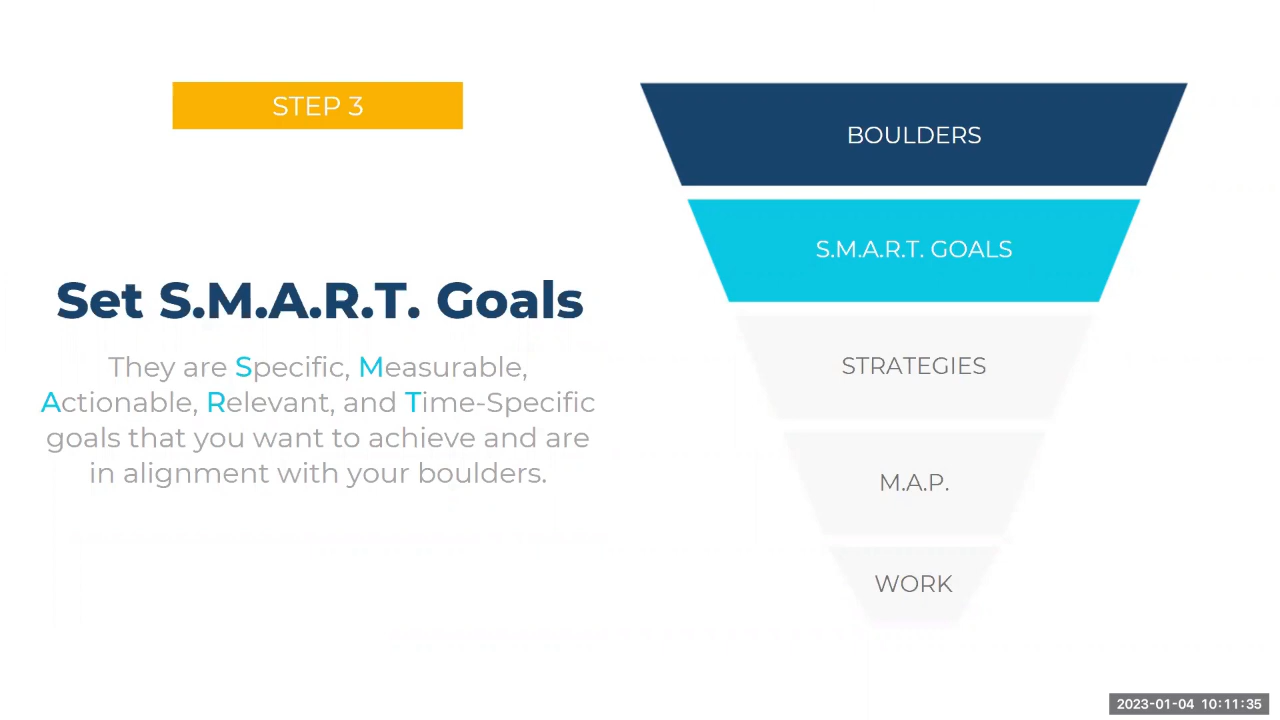 STEP 3
Set S.M.A.R.T. Goals
They are Specific, Measurable,
Actionable, Relevant, and Time-Specific
goals that you want to achieve and are
in alignment with your boulders.
BOULDERS
S.M.A.R.T. GOALS
STRATEGIES
M.A.P.
WORK
2023-01-04 10:11:35